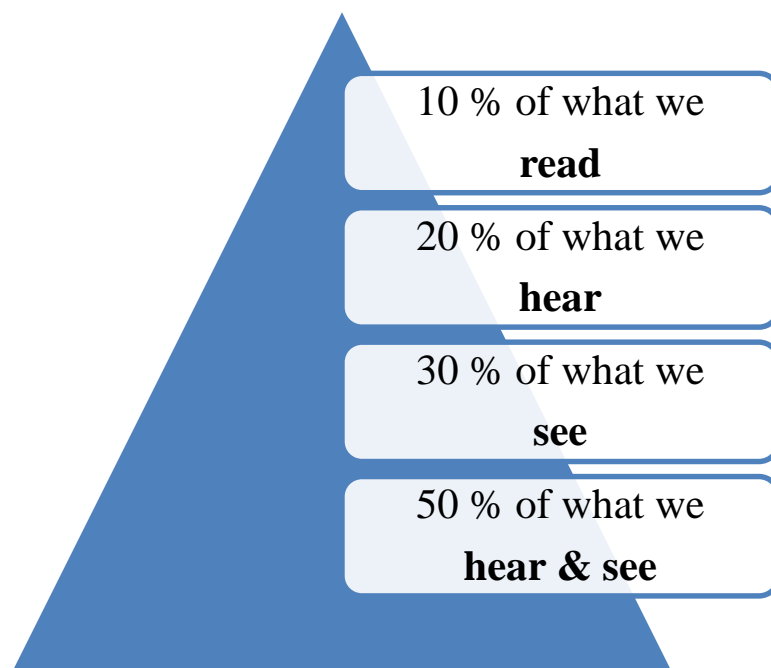 10 % of what we
read
20 % of what we
hear
30 % of what we
see
50 % of what we
hear & see